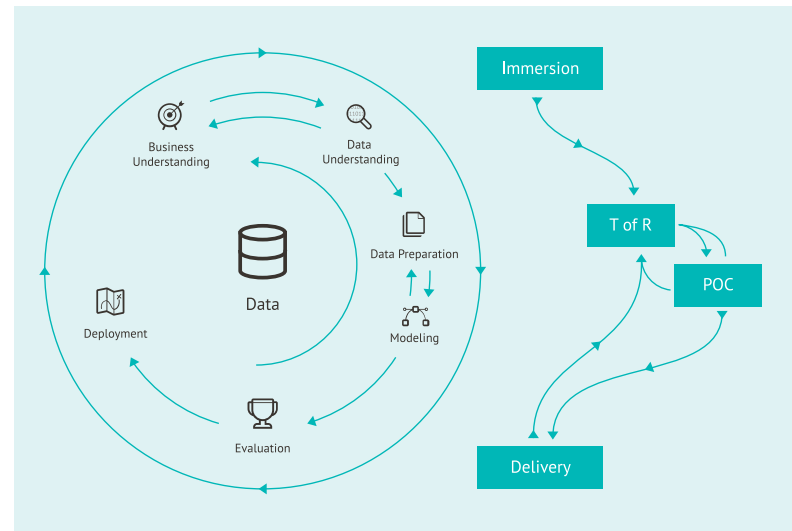 Business
Understanding
Data
Understanding
Data Preparation
Modeling
Evaluation
Deployment
Data
Immersion
T of R
POC
Delivery